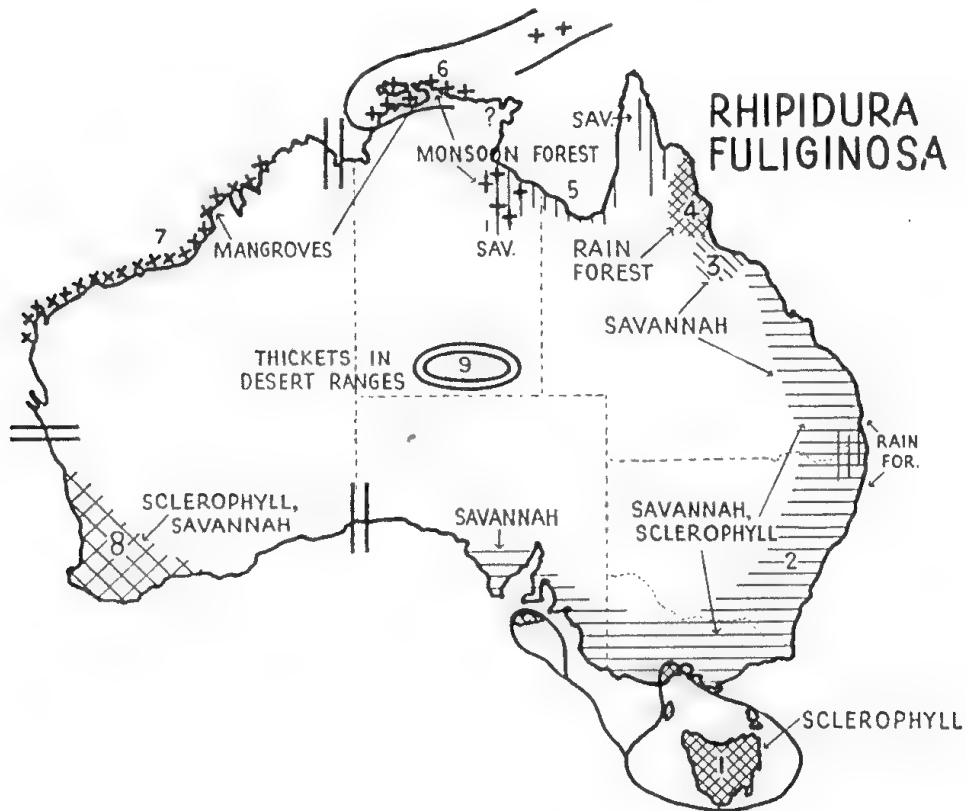 RHIPIDURA
FULIGINOSA
6
SAV.
?
MONSOON FOREST
5
4
7
MANGROVES
SAV.
RAIN
FOREST
3
SAVANNAH
THICKETS IN
DESERT RANGES
9
RAIN
FOR.
SCLEROPHYLL,
SAVANNAH
8
SAVANNAH
SAVANNAH,
SCLEROPHYLL
2
SCLEROPHYLL
1